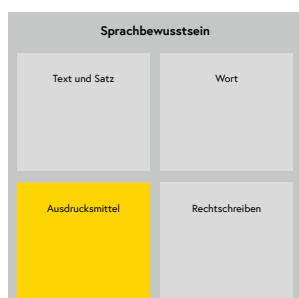 Sprachbewusstsein
Text und Satz
Wort
Ausdrucksmittel
Rechtschreiben